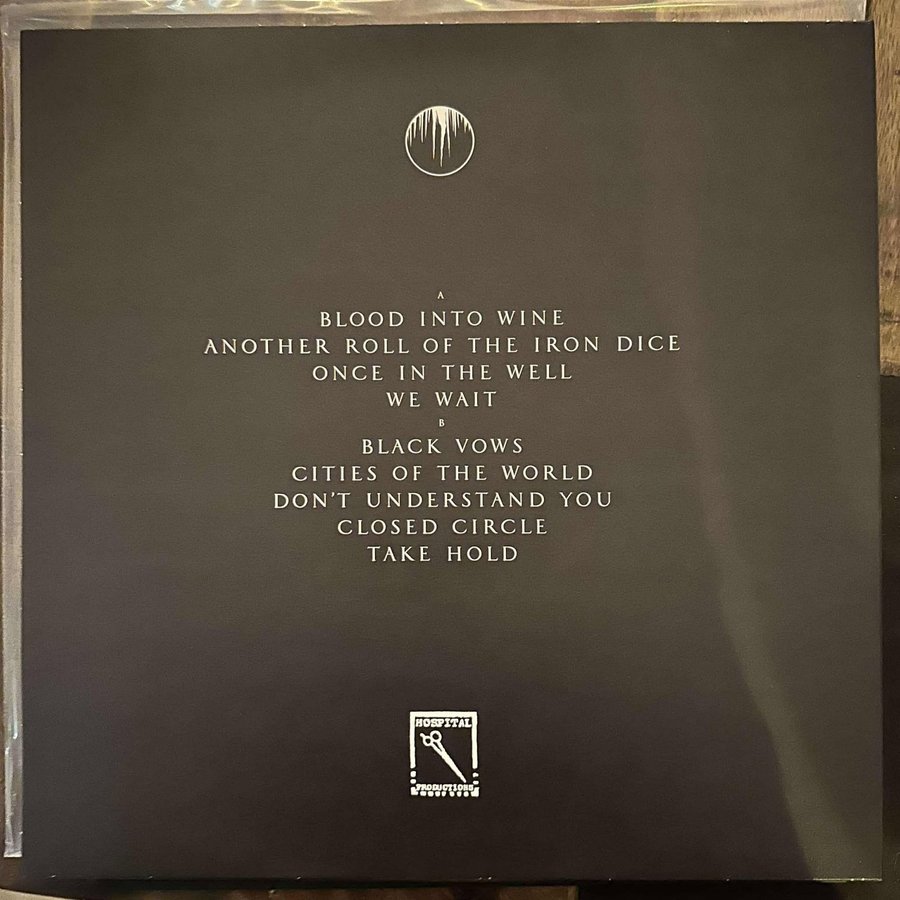 A
BLOOD INTO WINE
ANOTHER ROLL OF THE IRON DICE
ONCE IN THE WELL
WE WAIT
B
BLACK VOWS
CITIES OF THE WORLD
DON'T UNDERSTAND YOU
CLOSED CIRCLE
TAKE HOLD
HOSPITAL
PRODUCTIONS